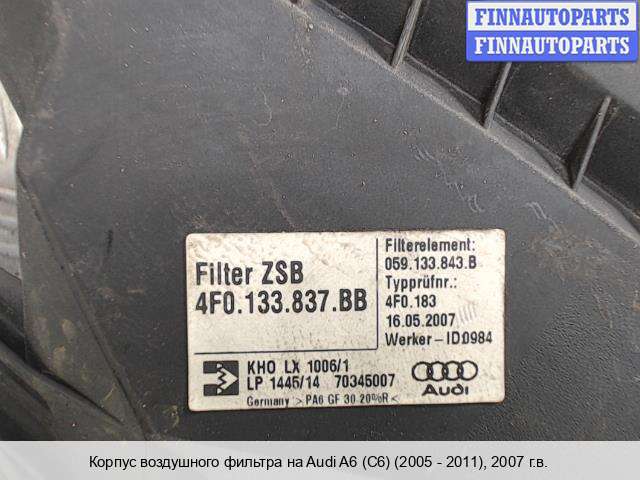 FINNAUTOPARTS
FINNAUTOPARTS
Filter ZSB
4F0.133.837.BB
Filterelement:
059.133.843.B
Typprüfnr.:
4F0.183
16.05.2007
Werker-ID:0984
KHO LX 1006/1
LP 1445/14 70345007
Germany >PA6 GF 30 20%R<
Audi
Корпус воздушного фильтра на Audi A6 (C6) (2005 - 2011), 2007 г.в.